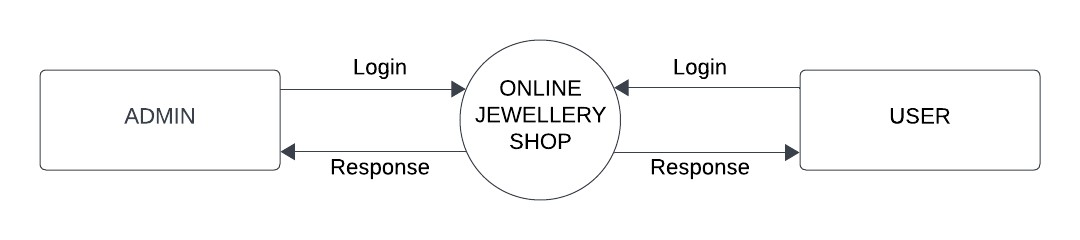 Login
Login
ADMIN
ONLINE
JEWELLERY
SHOP
USER
Response
Response